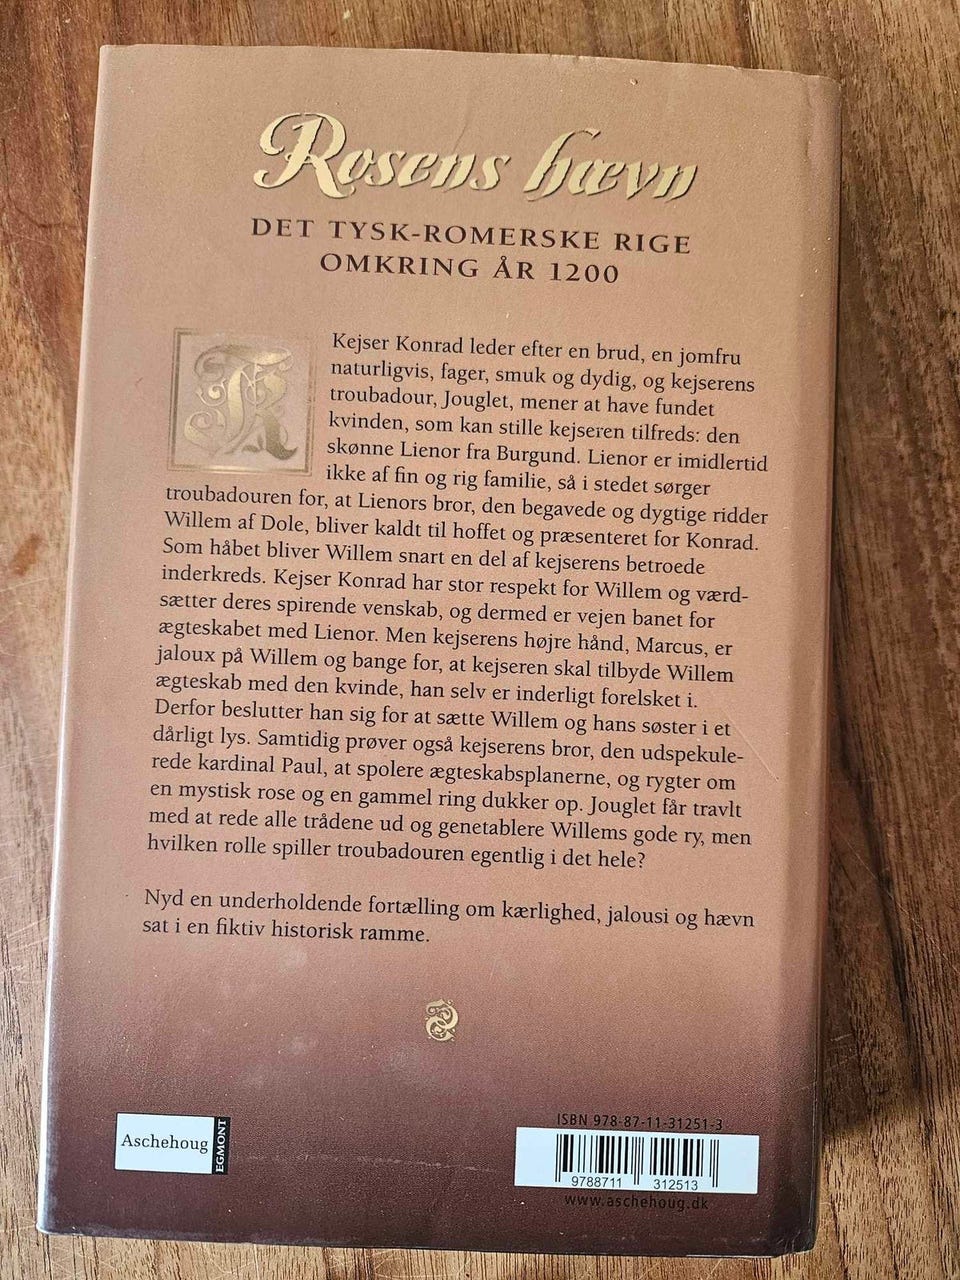 Rosens hævn
DET TYSK-ROMERSKE RIGE
OMKRING ÅR 1200
Kejser Konrad leder efter en brud, en jomfru
naturligvis, fager, smuk og dydig, og kejserens
troubadour, Jouglet, mener at have fundet
kvinden, som kan stille kejseren tilfreds: den
skønne Lienor fra Burgund. Lienor er imidlertid
ikke af fin og rig familie, så i stedet sørger
troubadouren for, at Lienors bror, den begavede og dygtige ridder
Willem af Dole, bliver kaldt til hoffet og præsenteret for Konrad.
Som håbet bliver Willem snart en del af kejserens betroede
inderkreds. Kejser Konrad har stor respekt for Willem og værd-
sætter deres spirende venskab, og dermed er vejen banet for
ægteskabet med Lienor. Men kejserens højre hånd, Marcus, er
jaloux på Willem og bange for, at kejseren skal tilbyde Willem
ægteskab med den kvinde, han selv er inderligt forelsket i.
Derfor beslutter han sig for at sætte Willem og hans søster i et
dårligt lys. Samtidig prøver også kejserens bror, den udspekule-
rede kardinal Paul, at spolere ægteskabsplanerne, og rygter om
en mystisk rose og en gammel ring dukker op. Jouglet får travlt
med at rede alle trådene ud og genetablere Willems gode ry, men
hvilken rolle spiller troubadouren egentlig i det hele?
Nyd en underholdende fortælling om kærlighed, jalousi og hævn
sat i en fiktiv historisk ramme.
Aschehoug
EGMONT
ISBN 978-87-11-31251-3
9788711 312513
www.aschehoug.dk